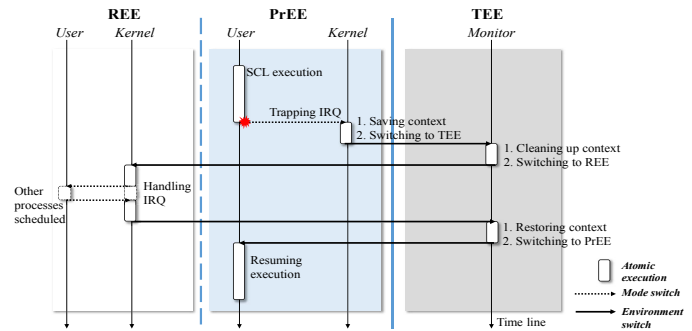 REE PrEE TEE
User Kernel User Kernel Monitor
SCL execution
Trapping IRQ
1. Saving context
2. Switching to TEE
1. Cleaning up context
2. Switching to REE
Other
processes
scheduled
Handling
IRQ
1. Restoring context
2. Switching to PrEE
Resuming
execution
Atomic
execution
Mode switch
Environment
switch
Time line